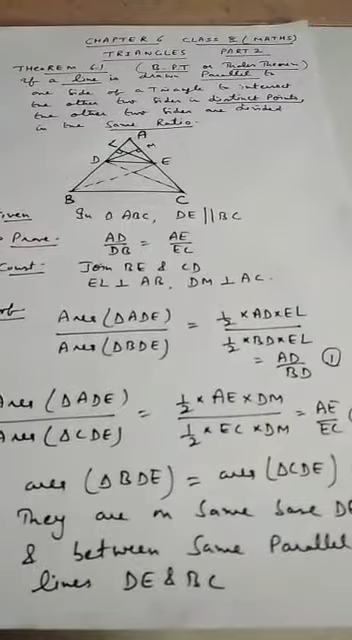 CHAPTER 6 CLASS 8 (MATHS)
TRIANGLES PART 2
THEOREM 6.1 (B.P.T or Thales Theorem)
If a line is drawn Parallel to
one side of a Triangle to intersect
the other two sides in distinct Points,
the other two sides are divided
in the Same Ratio.
A
L M
D E
B C
Given In Δ ABC, DE || BC
To Prove: AD/DB = AE/EC
Const: Join BE & CD
EL ⊥ AB, DM ⊥ AC.
Area (ΔADE) / Area (ΔBDE) = ½ × AD × EL / ½ × BD × EL
= AD/BD ①
Area (ΔADE) / Area (ΔCDE) = ½ × AE × DM / ½ × EC × DM = AE/EC
area (ΔBDE) = area (ΔCDE)
They are on Same base DE
& between Same Parallel
lines DE & BC